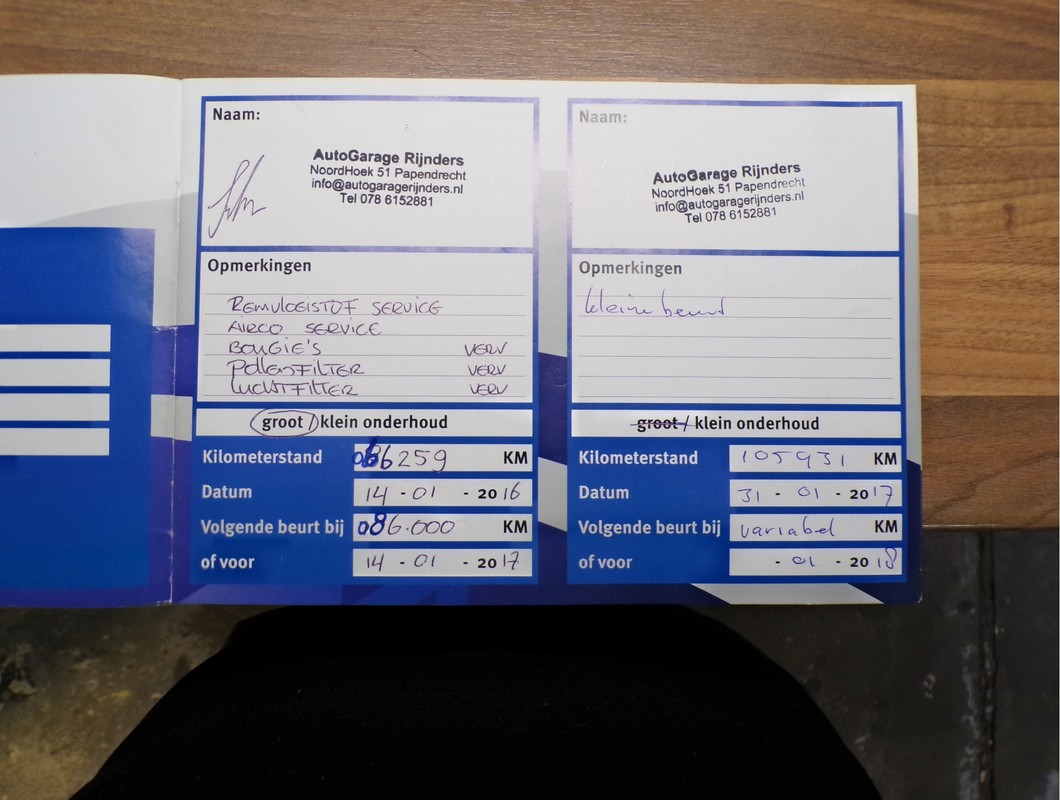 Naam:
AutoGarage Rijnders
NoordHoek 51 Papendrecht
info@autogaragerijnders.nl
Tel 078 6152881
Opmerkingen
REMVLOEISTOF SERVICE
AIRCO SERVICE
BOUGIE'S VERV
POLLENFILTER VERV
LUCHTFILTER VERV
groot / klein onderhoud
Kilometerstand 066259 KM
Datum 14 - 01 - 2016
Volgende beurt bij 086.000 KM
of voor 14 - 01 - 2017
Naam:
AutoGarage Rijnders
NoordHoek 51 Papendrecht
info@autogaragerijnders.nl
Tel 078 6152881
Opmerkingen
kleine beurt
groot / klein onderhoud
Kilometerstand 105931 KM
Datum 31 - 01 - 2017
Volgende beurt bij variabel KM
of voor - 01 - 2018